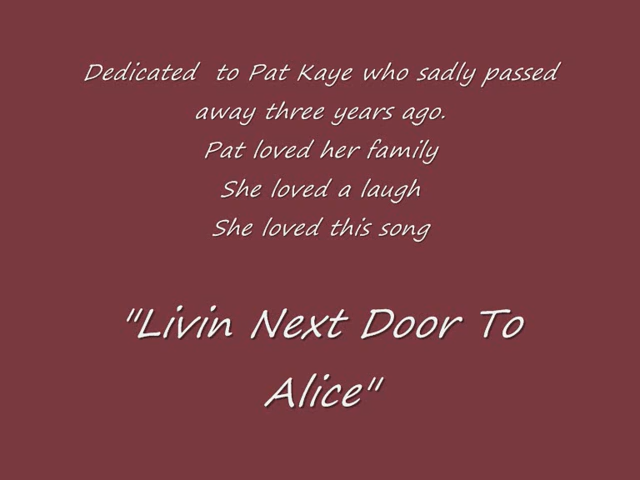 Dedicated  to Pat Kaye who sadly passed
away three years ago.
Pat loved her family
She loved a laugh
She loved this song
"Livin Next Door To
Alice"